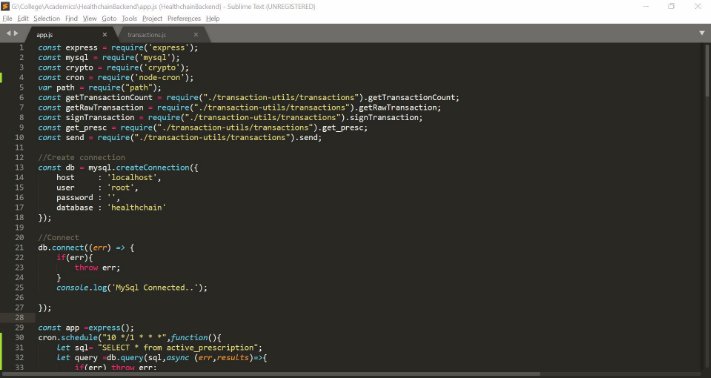 G:\College\Academics\HealthchainBackend\app.js (HealthchainBackend) - Sublime Text (UNREGISTERED)
File Edit Selection Find View Goto Tools Project Preferences Help
app.js × transactions.js ×
1 const express = require('express');
2 const mysql = require('mysql');
3 const crypto = require('crypto');
4 const cron = require('node-cron');
5 var path = require("path");
6 const getTransactionCount = require("./transaction-utils/transactions").getTransactionCount;
7 const getRawTransaction = require("./transaction-utils/transactions").getRawTransaction;
8 const signTransaction = require("./transaction-utils/transactions").signTransaction;
9 const get_presc = require("./transaction-utils/transactions").get_presc;
10 const send = require("./transaction-utils/transactions").send;
11
12 //Create connection
13 const db = mysql.createConnection({
14 host : 'localhost',
15 user : 'root',
16 password : '',
17 database : 'healthchain'
18 });
19
20 //Connect
21 db.connect((err) => {
22 if(err){
23 throw err;
24 }
25 console.log('MySql Connected..');
26
27 });
28
29 const app =express();
30 cron.schedule("10 */1 * * *",function(){
31 let sql= "SELECT * from active_prescription";
32 let query =db.query(sql,async (err,results)=>{
33 if(err) throw err;